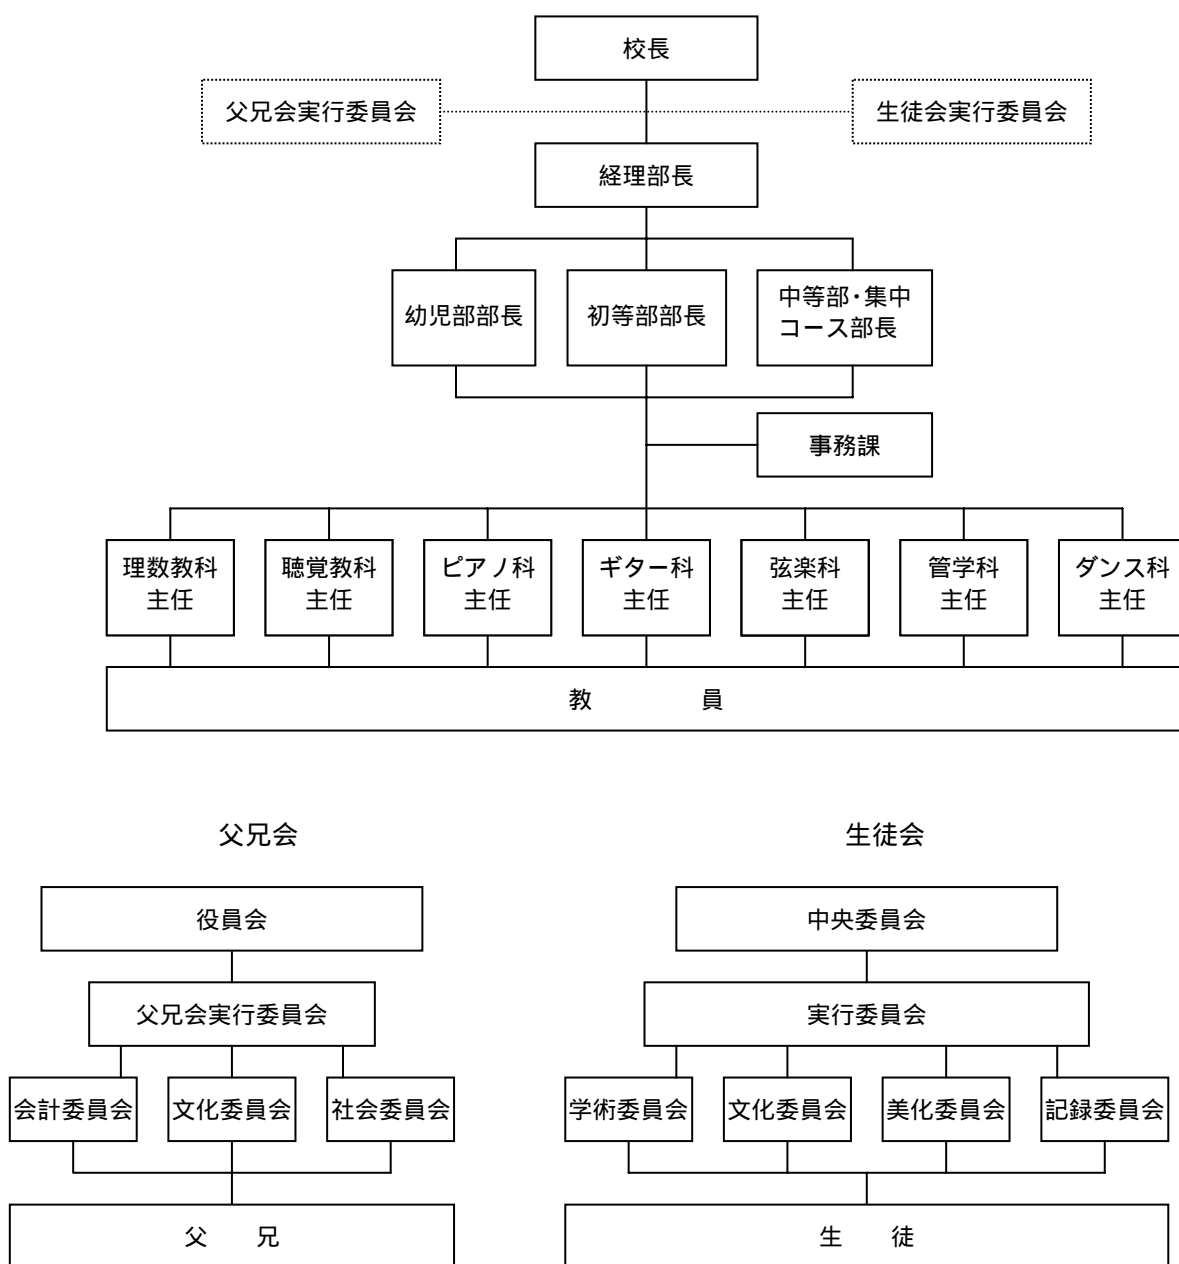 校長
父兄会実行委員会
生徒会実行委員会
経理部長
幼児部部長
初等部部長
中等部・集中
コース部長
事務課
理数教科
主任
聴覚教科
主任
ピアノ科
主任
ギター科
主任
弦楽科
主任
管学科
主任
ダンス科
主任
教 員
父兄会
生徒会
役員会
中央委員会
父兄会実行委員会
実行委員会
会計委員会
文化委員会
社会委員会
学術委員会
文化委員会
美化委員会
記録委員会
父 兄
生 徒